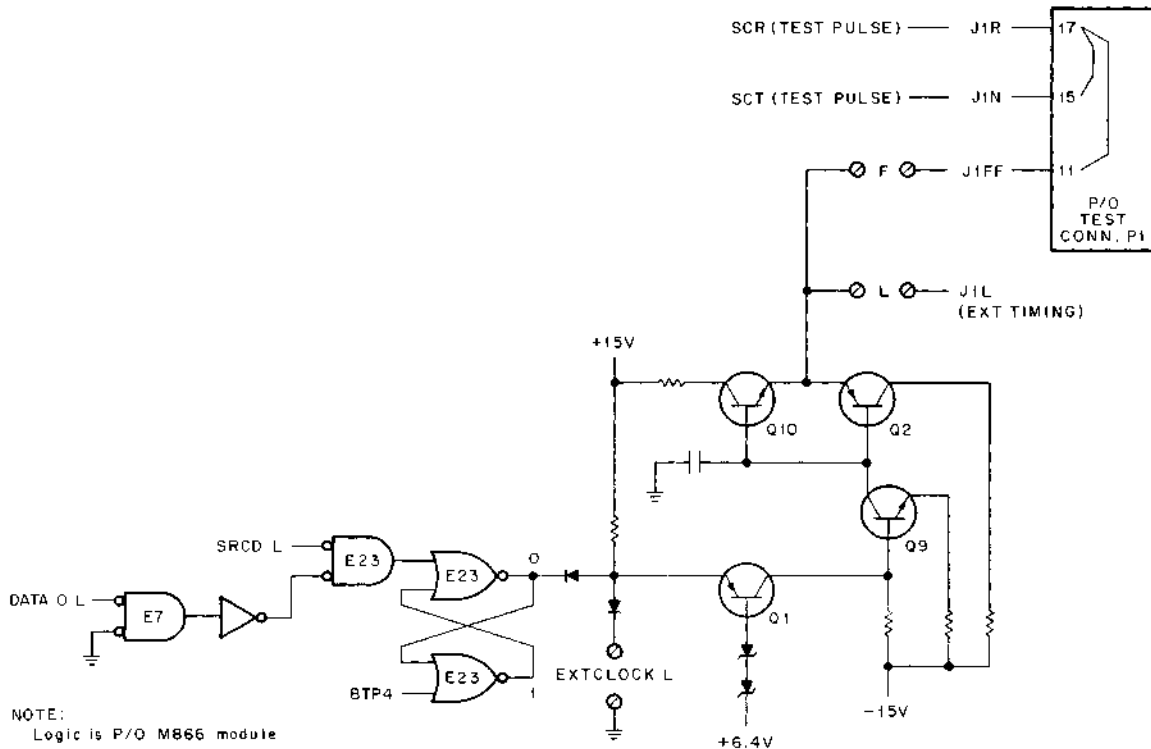 SCR (TEST PULSE) J1R 17
SCT (TEST PULSE) J1N 15
F J1FF 11
P/O
TEST
CONN. P1
L J1L
(EXT TIMING)
+15V
Q10 Q2
Q9
SRCD L
E23
E23
0
DATA 0 L
E7
Q1
E23
EXTCLOCK L
BTP4
1
-15V
+6.4V
NOTE:
Logic is P/O M866 module